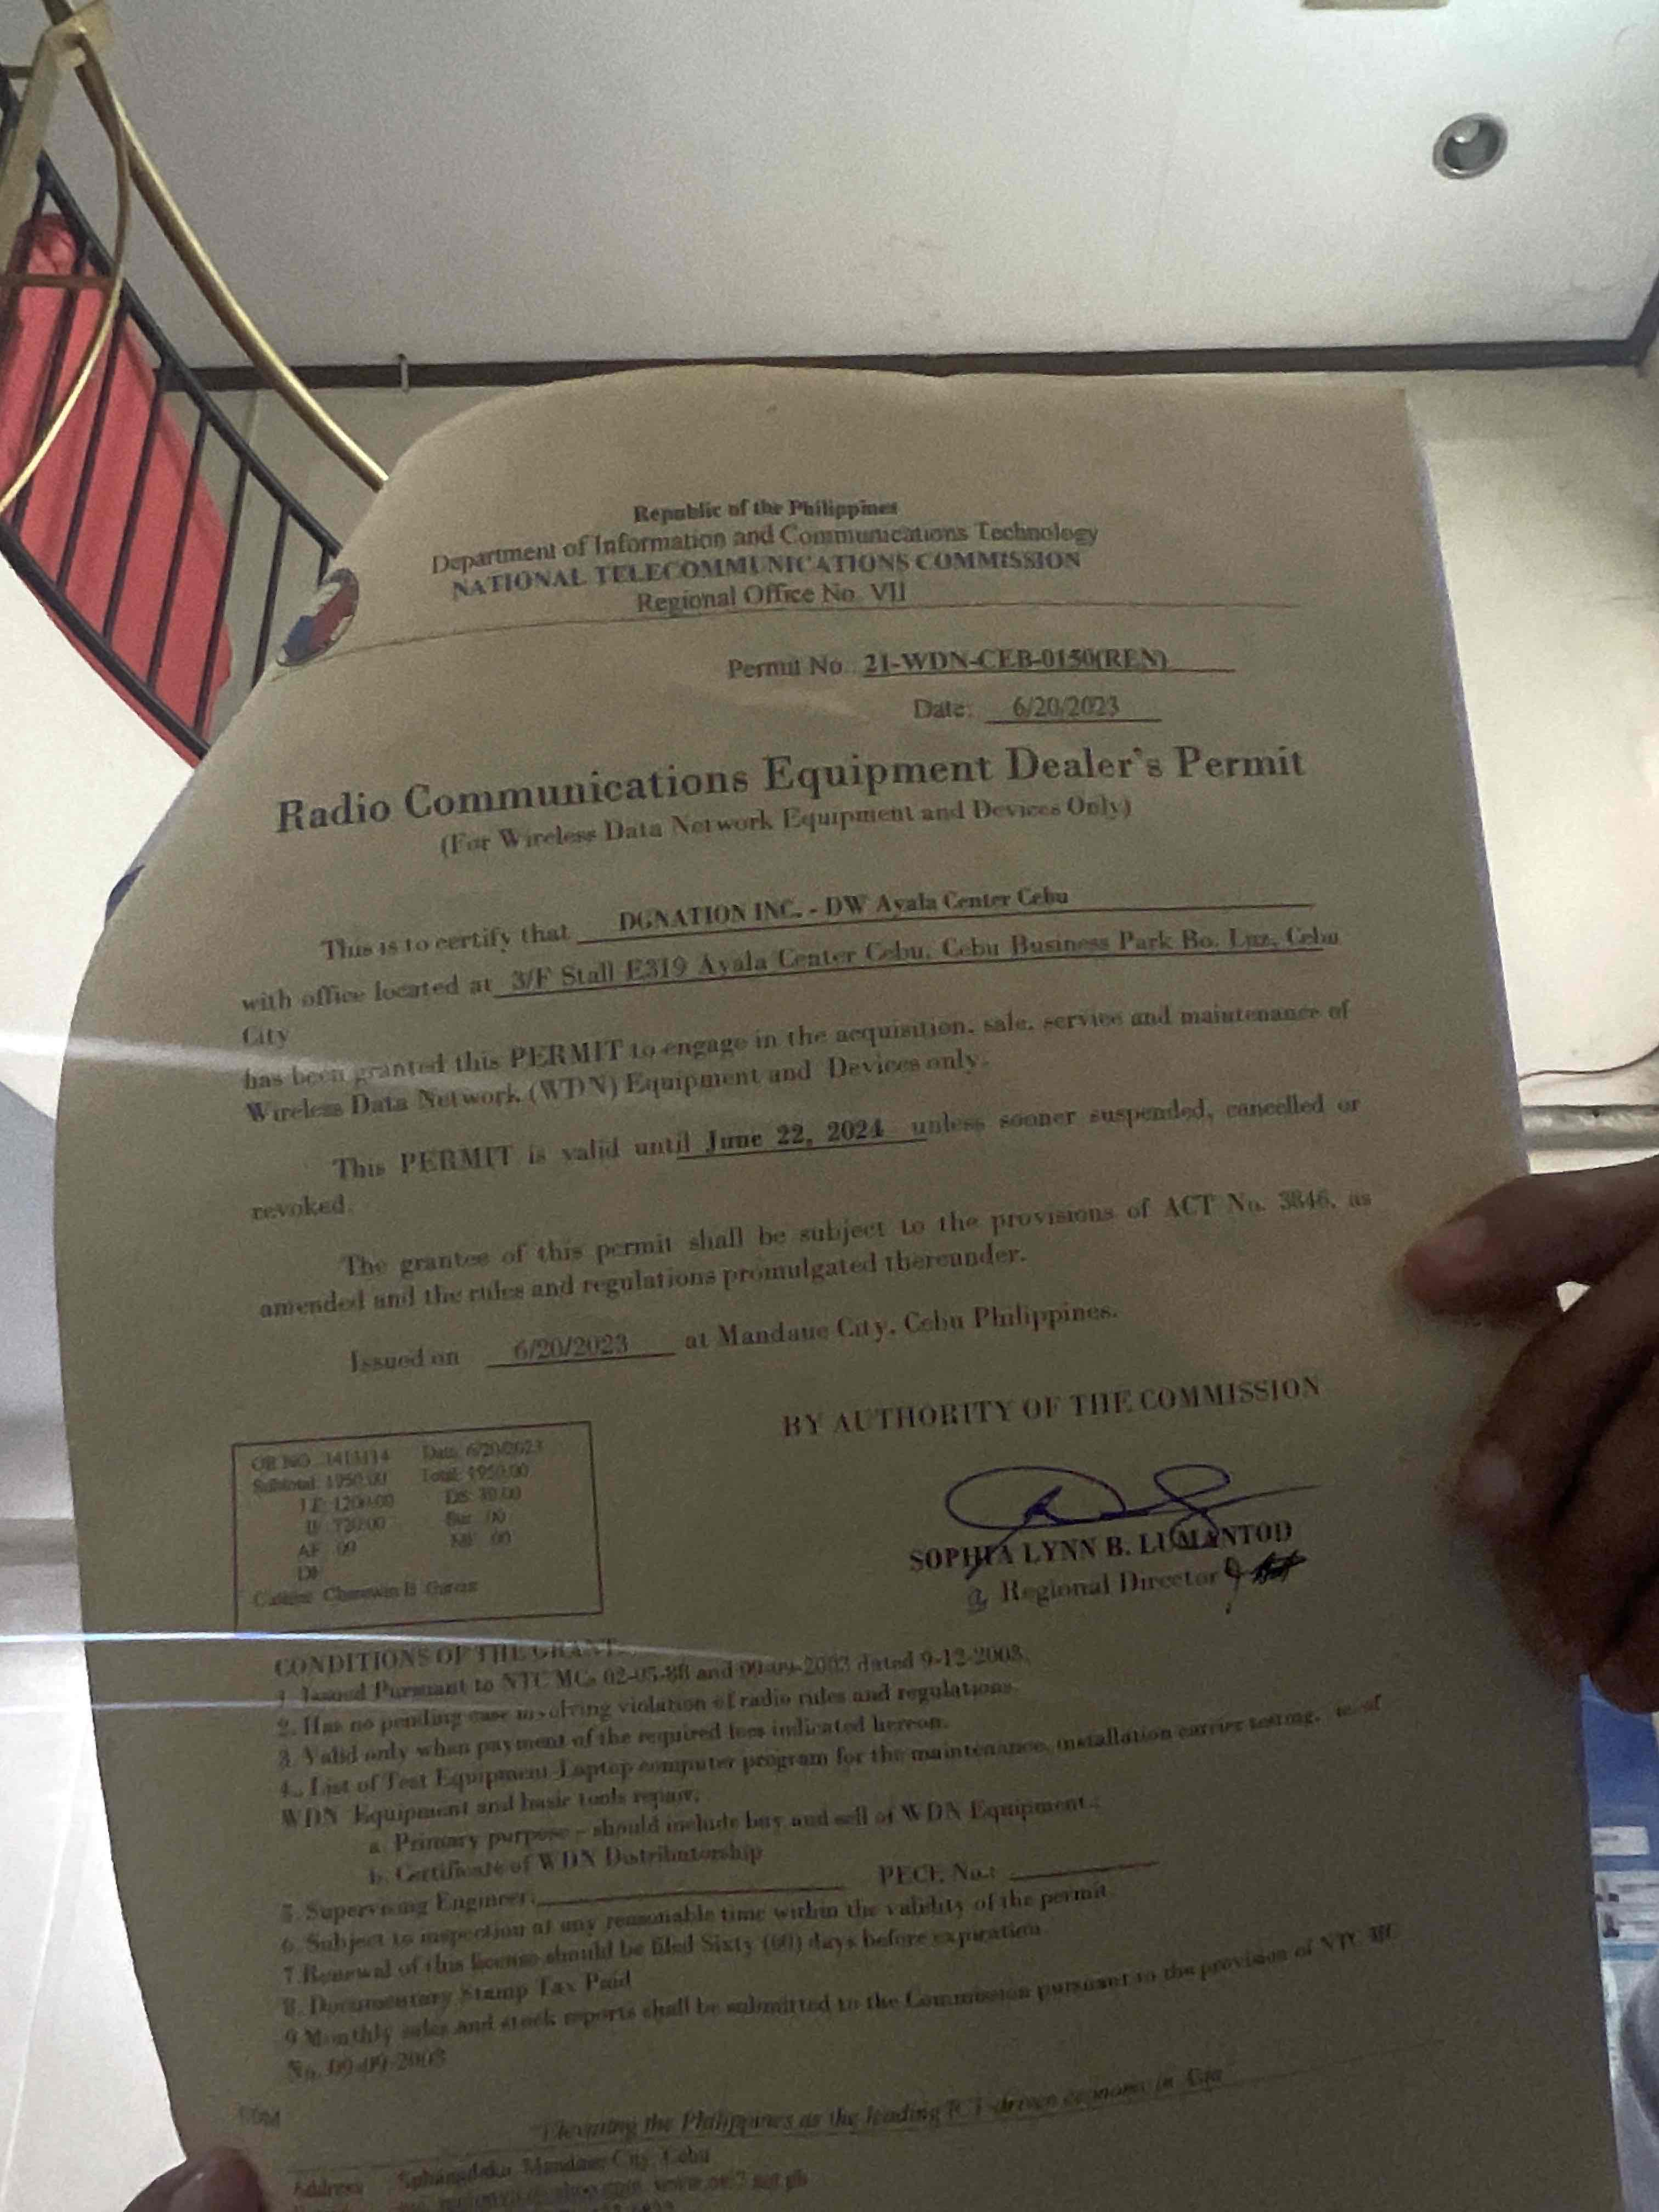 Republic of the Philippines
Department of Information and Communications Technology
NATIONAL TELECOMMUNICATIONS COMMISSION
Regional Office No. VII
Permit No. 21-WDN-CEB-0150(REN)
Date: 6/20/2023
Radio Communications Equipment Dealer's Permit
(For Wireless Data Network Equipment and Devices Only)
This is to certify that DGNATION INC. - DW Ayala Center Cebu
with office located at 3/F Stall E319 Ayala Center Cebu, Cebu Business Park Bo. Luz, Cebu
City
has been granted this PERMIT to engage in the acquisition, sale, service and maintenance of
Wireless Data Network (WDN) Equipment and Devices only.
This PERMIT is valid until June 22, 2024 unless sooner suspended, cancelled or
revoked.
The grantee of this permit shall be subject to the provisions of ACT No. 3846, as
amended and the rules and regulations promulgated thereunder.
Issued on 6/20/2023 at Mandaue City, Cebu Philippines.
BY AUTHORITY OF THE COMMISSION
OR NO Date: 6/20/2023
Subtotal: 1950.00 Total: 1950.00
LF: 1200.00 DS: 30.00
IF: 720.00 Sur: .00
AF: 00 MF: .00
DF
SOPHIA LYNN B. LUMANTOD
Regional Director
CONDITIONS OF THE GRANT
1. Issued Pursuant to NTC MCs 02-05-88 and 09-09-2003 dated 9-12-2003.
2. Has no pending case involving violation of radio rules and regulations.
3. Valid only when payment of the required fees indicated hereon.
4.. List of Test Equipment-Laptop computer program for the maintenance, installation carrier testing, of
WDN Equipment and basic tools repair;
a. Primary purpose – should include buy and sell of WDN Equipment.;
b. Certificate of WDN Distributorship
5. Supervising Engineer: PECE No.:
6. Subject to inspection at any reasonable time within the validity of the permit
7. Renewal of this license should be filed Sixty (60) days before expiration
8. Documentary Stamp Tax Paid
9 Monthly sales and stock reports shall be submitted to the Commission pursuant to the provision of NTC MC
No. 09-09-2003
"Elevating the Philippines as the leading ICT-driven economy in Asia"
Address Subangdaku, Mandaue City, Cebu